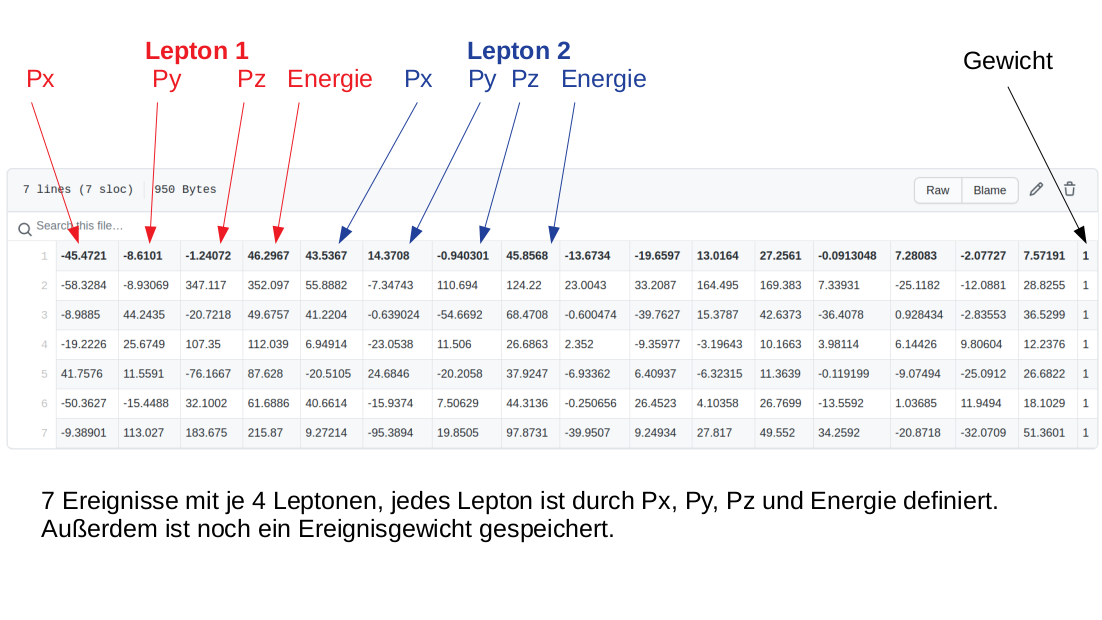 Lepton 1
Lepton 2
Gewicht
Px Py Pz Energie Px Py Pz Energie
7 lines (7 sloc) 950 Bytes
Raw Blame
Search this file…
1 -45.4721 -8.6101 -1.24072 46.2967 43.5367 14.3708 -0.940301 45.8568 -13.6734 -19.6597 13.0164 27.2561 -0.0913048 7.28083 -2.07727 7.57191 1
2 -58.3284 -8.93069 347.117 352.097 55.8882 -7.34743 110.694 124.22 23.0043 33.2087 164.495 169.383 7.33931 -25.1182 -12.0881 28.8255 1
3 -8.9885 44.2435 -20.7218 49.6757 41.2204 -0.639024 -54.6692 68.4708 -0.600474 -39.7627 15.3787 42.6373 -36.4078 0.928434 -2.83553 36.5299 1
4 -19.2226 25.6749 107.35 112.039 6.94914 -23.0538 11.506 26.6863 2.352 -9.35977 -3.19643 10.1663 3.98114 6.14426 9.80604 12.2376 1
5 41.7576 11.5591 -76.1667 87.628 -20.5105 24.6846 -20.2058 37.9247 -6.93362 6.40937 -6.32315 11.3639 -0.119199 -9.07494 -25.0912 26.6822 1
6 -50.3627 -15.4488 32.1002 61.6886 40.6614 -15.9374 7.50629 44.3136 -0.250656 26.4523 4.10358 26.7699 -13.5592 1.03685 11.9494 18.1029 1
7 -9.38901 113.027 183.675 215.87 9.27214 -95.3894 19.8505 97.8731 -39.9507 9.24934 27.817 49.552 34.2592 -20.8718 -32.0709 51.3601 1
7 Ereignisse mit je 4 Leptonen, jedes Lepton ist durch Px, Py, Pz und Energie definiert.
Außerdem ist noch ein Ereignisgewicht gespeichert.